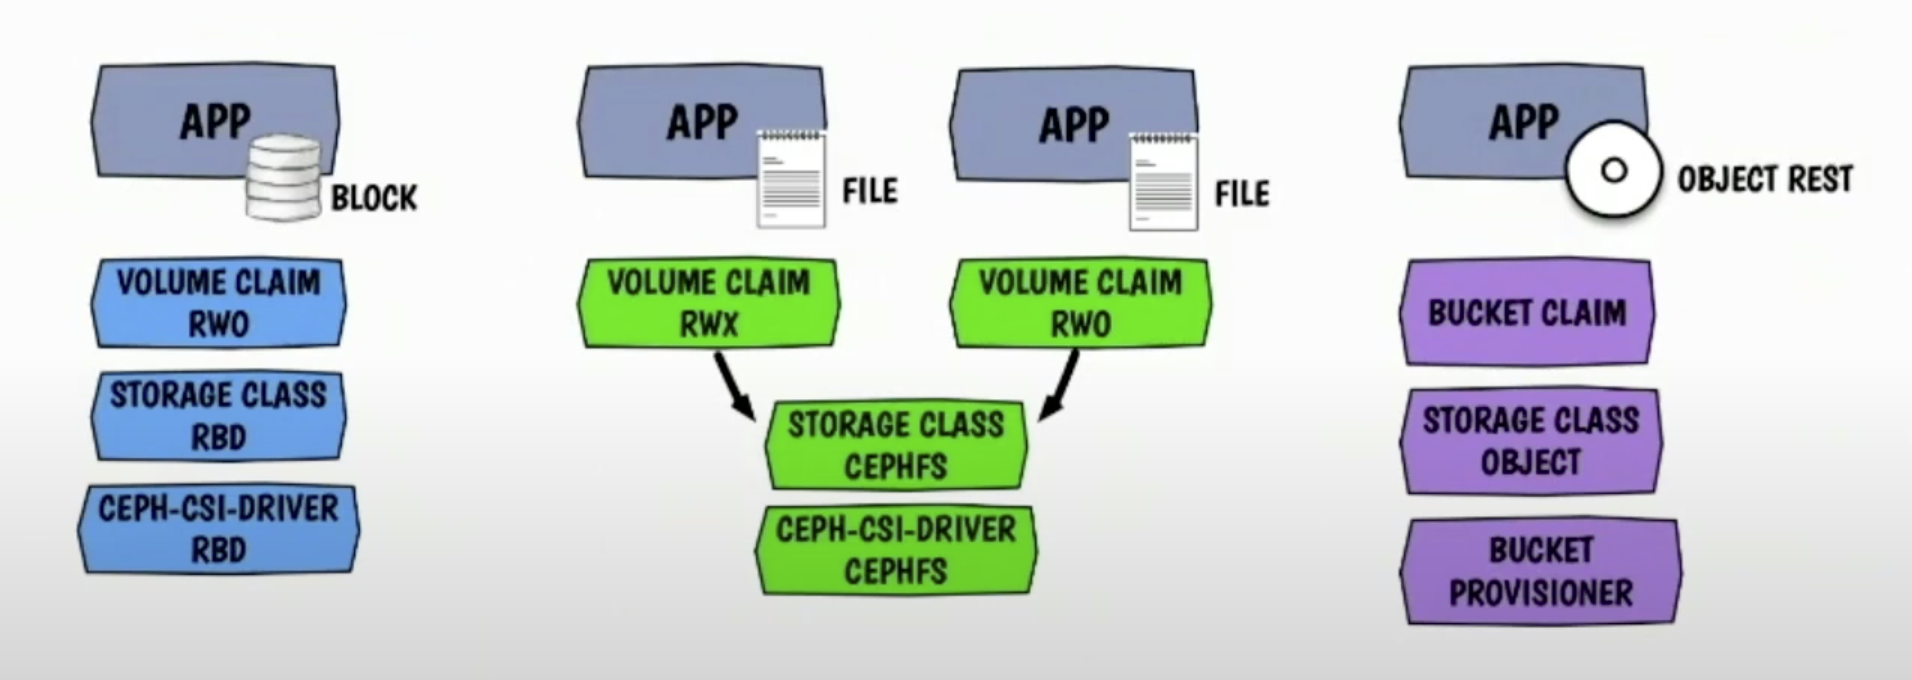 APP
BLOCK
VOLUME CLAIM
RWO
STORAGE CLASS
RBD
CEPH-CSI-DRIVER
RBD
APP
FILE
VOLUME CLAIM
RWX
APP
FILE
VOLUME CLAIM
RWO
STORAGE CLASS
CEPHFS
CEPH-CSI-DRIVER
CEPHFS
APP
OBJECT REST
BUCKET CLAIM
STORAGE CLASS
OBJECT
BUCKET
PROVISIONER